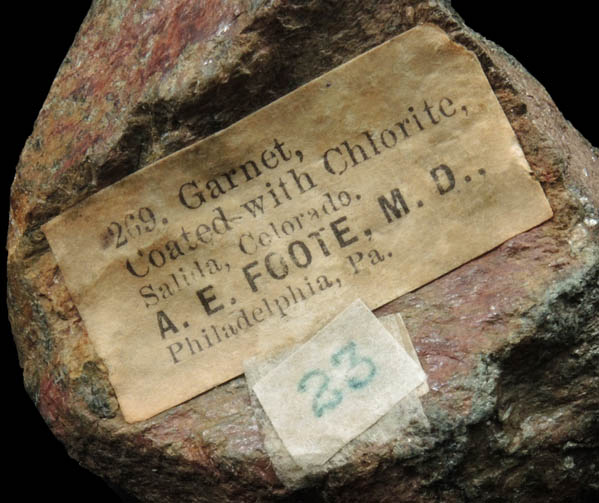 269. Garnet,
Coated with Chlorite,
Salida, Colorado.
A. E. FOOTE, M. D.,
Philadelphia, Pa.
23